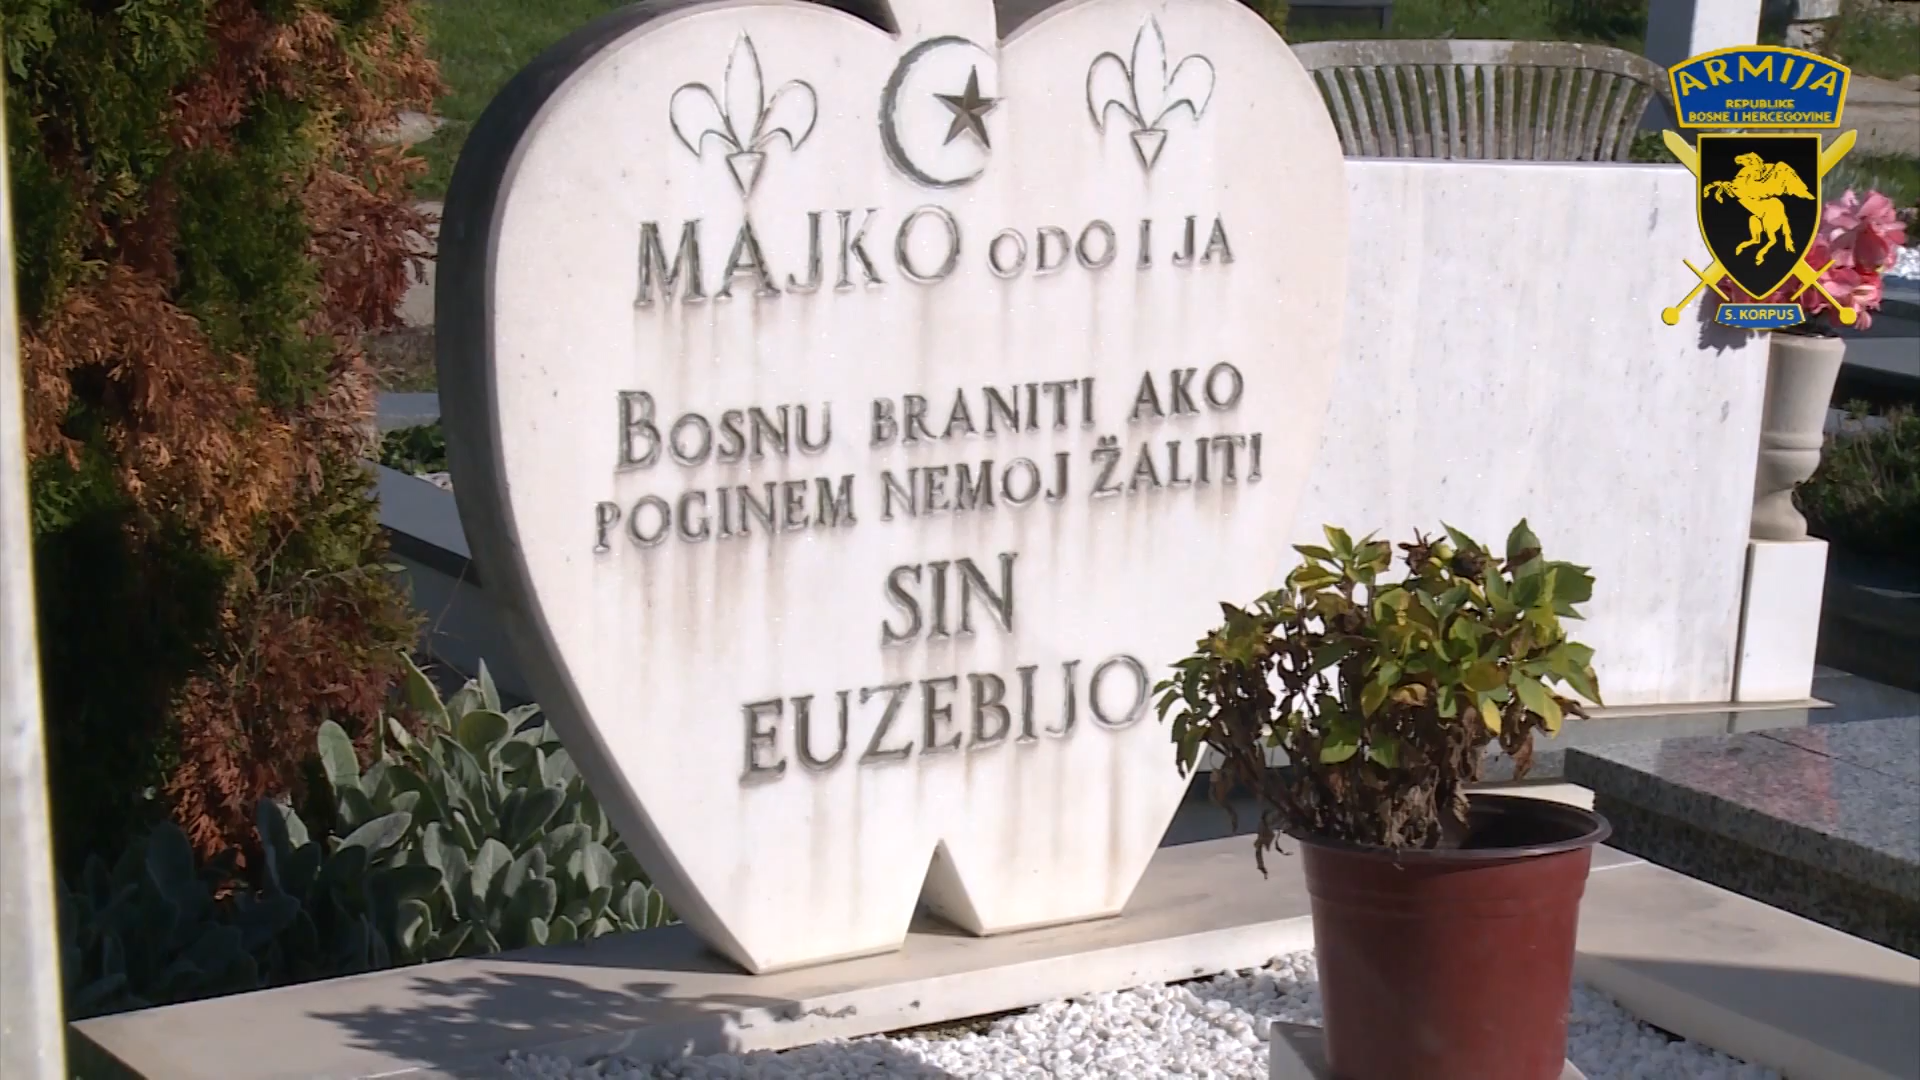 MAJKO ODO I JA
BOSNU BRANITI AKO
POGINEM NEMOJ ŽALITI
SIN
EUZEBIJO
ARMIJA
REPUBLIKE
BOSNE I HERCEGOVINE
5. KORPUS